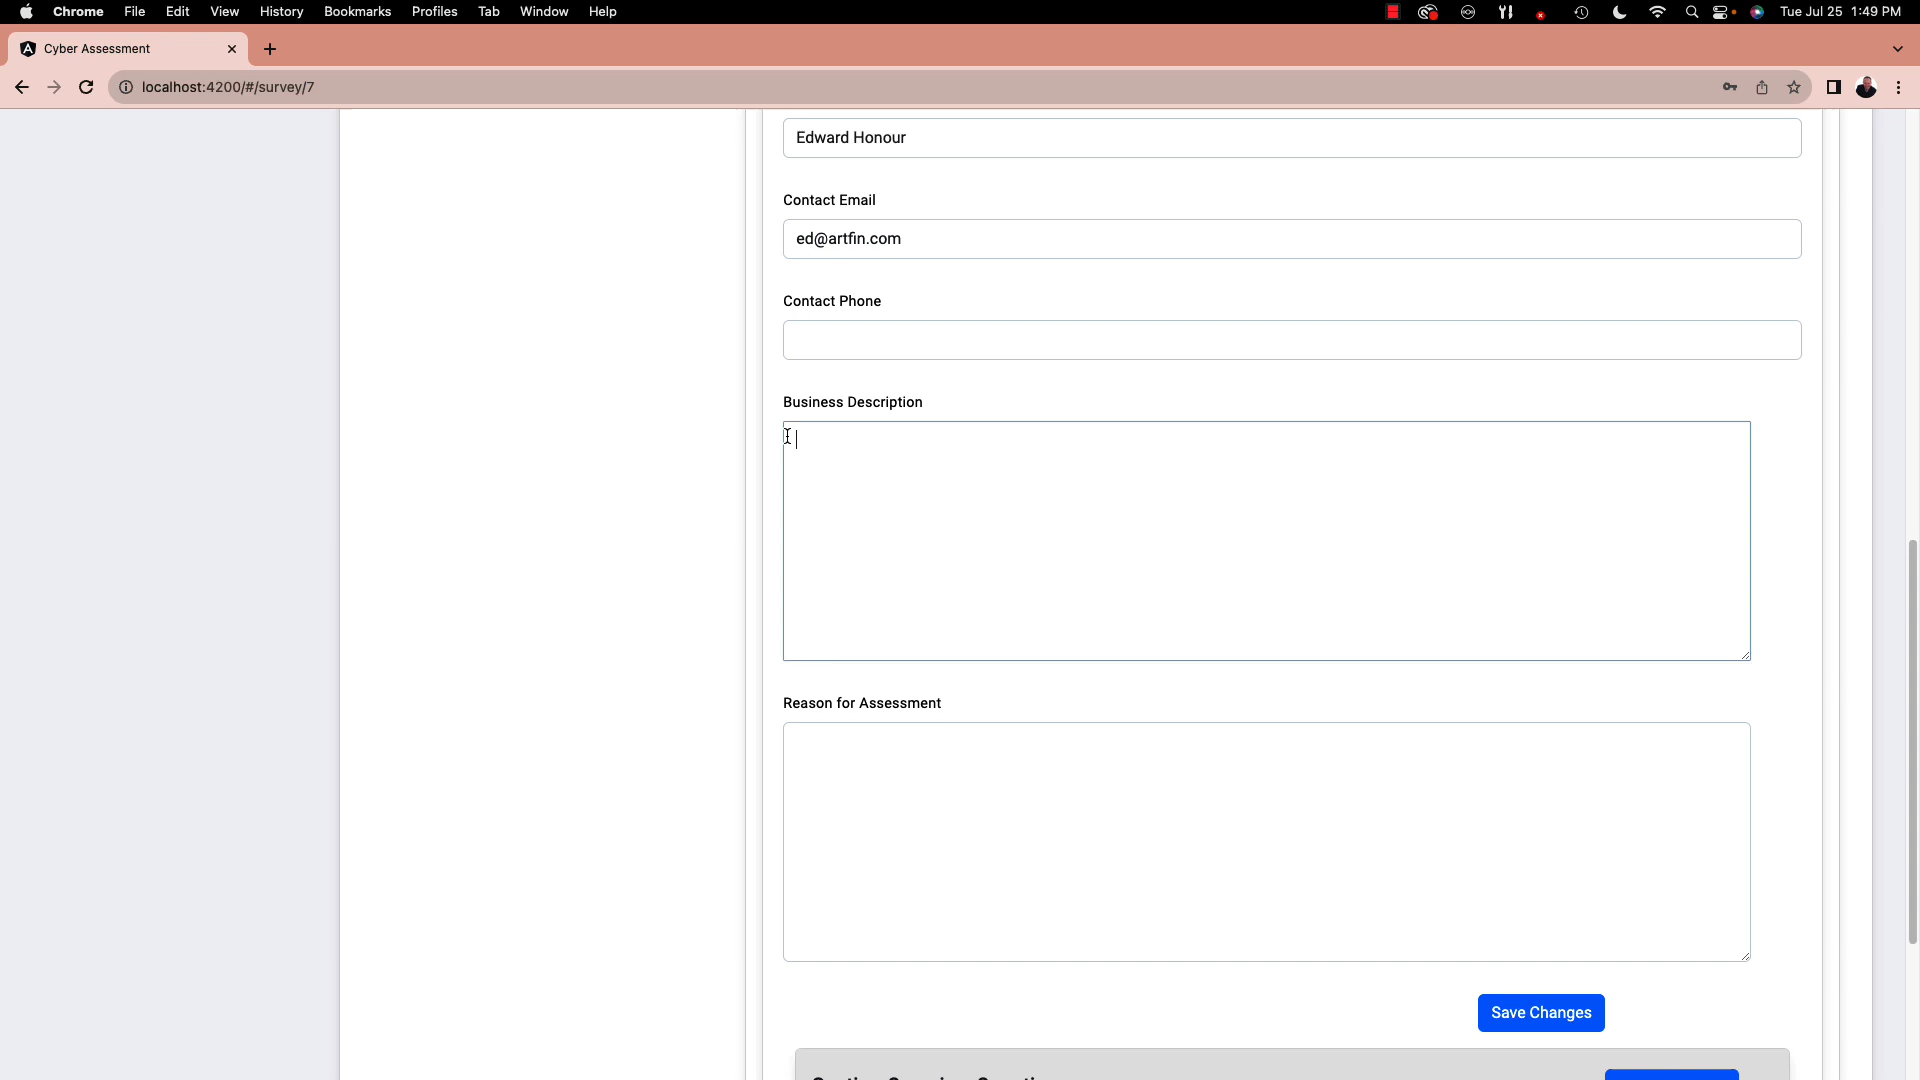 Chrome File Edit View History Bookmarks Profiles Tab Window Help
Tue Jul 25 1:49 PM
Cyber Assessment
localhost:4200/#/survey/7
Edward Honour
Contact Email
ed@artfin.com
Contact Phone
Business Description
Reason for Assessment
Save Changes